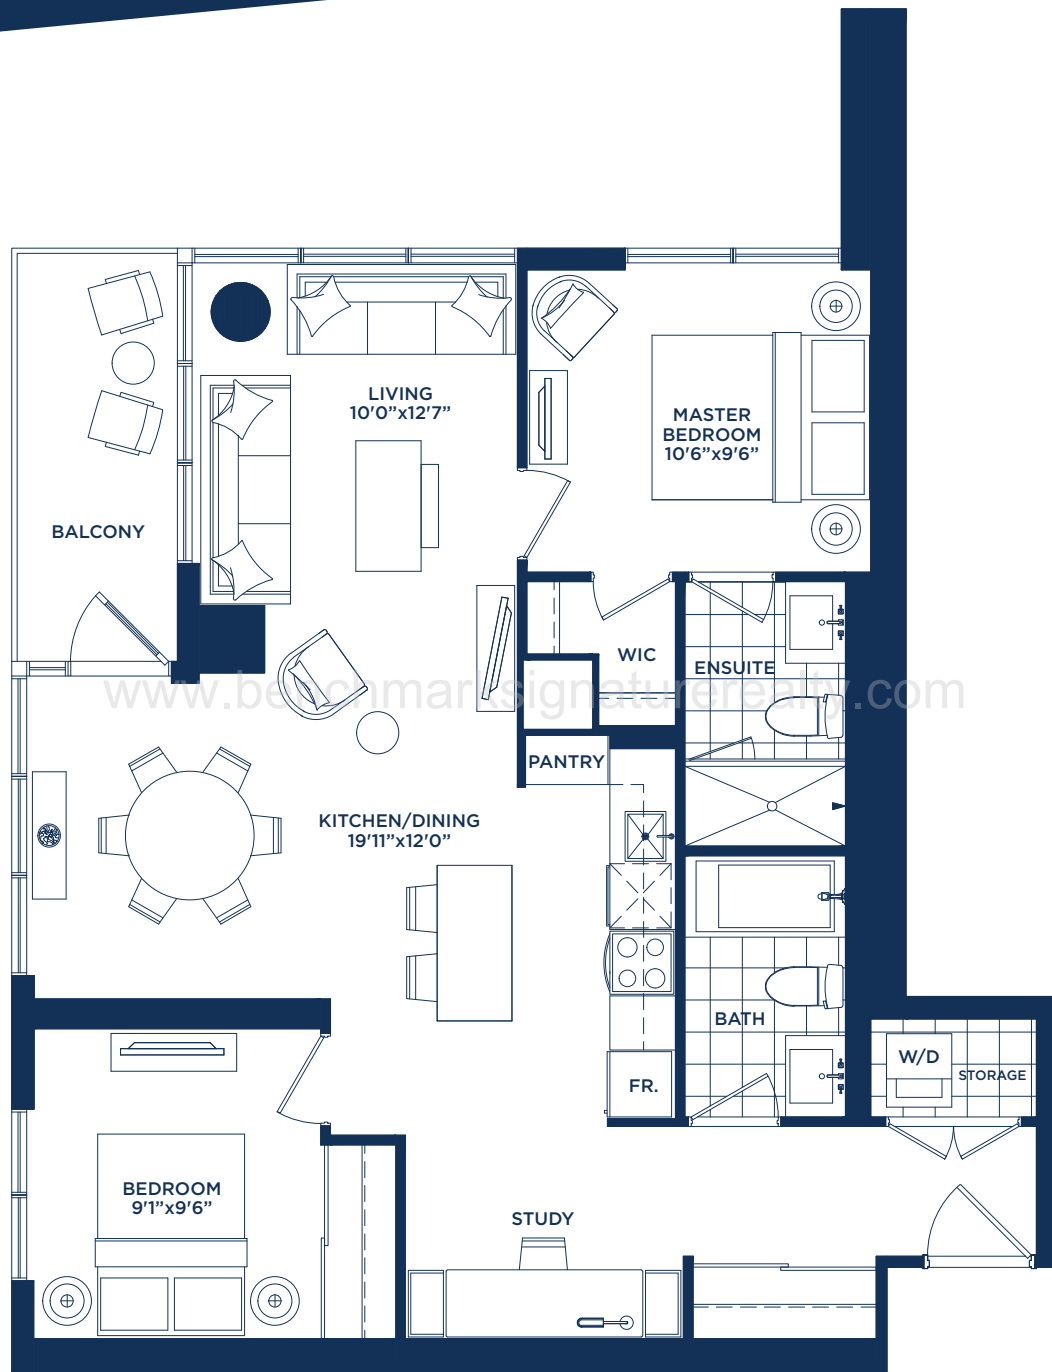 LIVING
10'0”x12'7”
MASTER
BEDROOM
10'6”x9'6”
BALCONY
WIC
ENSUITE
www.benchmarksignaturerealty.com
PANTRY
KITCHEN/DINING
19'11”x12'0”
BATH
W/D
STORAGE
FR.
BEDROOM
9'1”x9'6”
STUDY